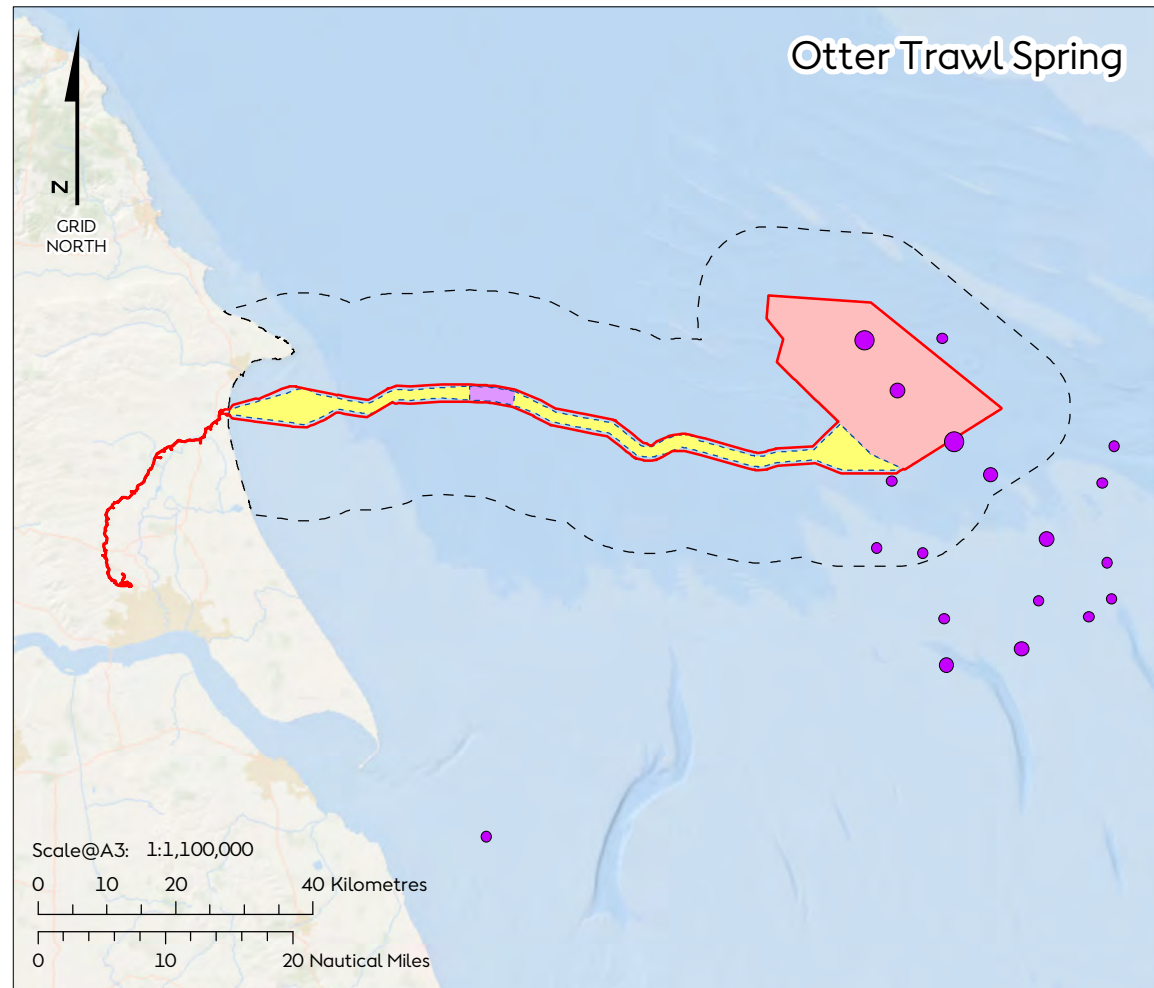 Otter Trawl Spring
N
GRID
NORTH
Scale@A3: 1:1,100,000
0 10 20 40 Kilometres
0 10 20 Nautical Miles